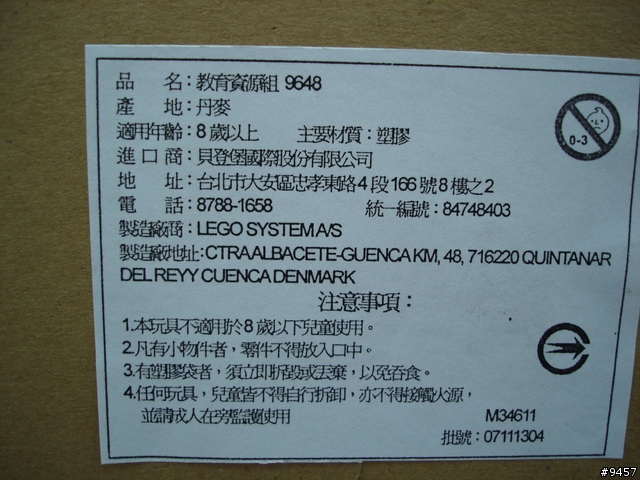 品　名：教育資源組 9648
產　地：丹麥
適用年齡：8 歲以上　主要材質：塑膠
進 口 商：貝登堡國際股份有限公司
地　址：台北市大安區忠孝東路4 段166 號8 樓之2
電　話：8788-1658　統一編號：84748403
製造廠商：LEGO SYSTEM A/S
製造廠地址:CTRA ALBACETE-GUENCA KM, 48, 716220 QUINTANAR
DEL REYY CUENCA DENMARK
注意事項：
1.本玩具不適用於8 歲以下兒童使用。
2.凡有小物件者，零件不得放入口中。
3.有塑膠袋者，須立即拆毀或丟棄，以免吞食。
4.任何玩具，兒童皆不得自行拆卸，亦不得接觸火源，
並請成人在旁監護使用
0-3
M34611
批號：07111304
#9457